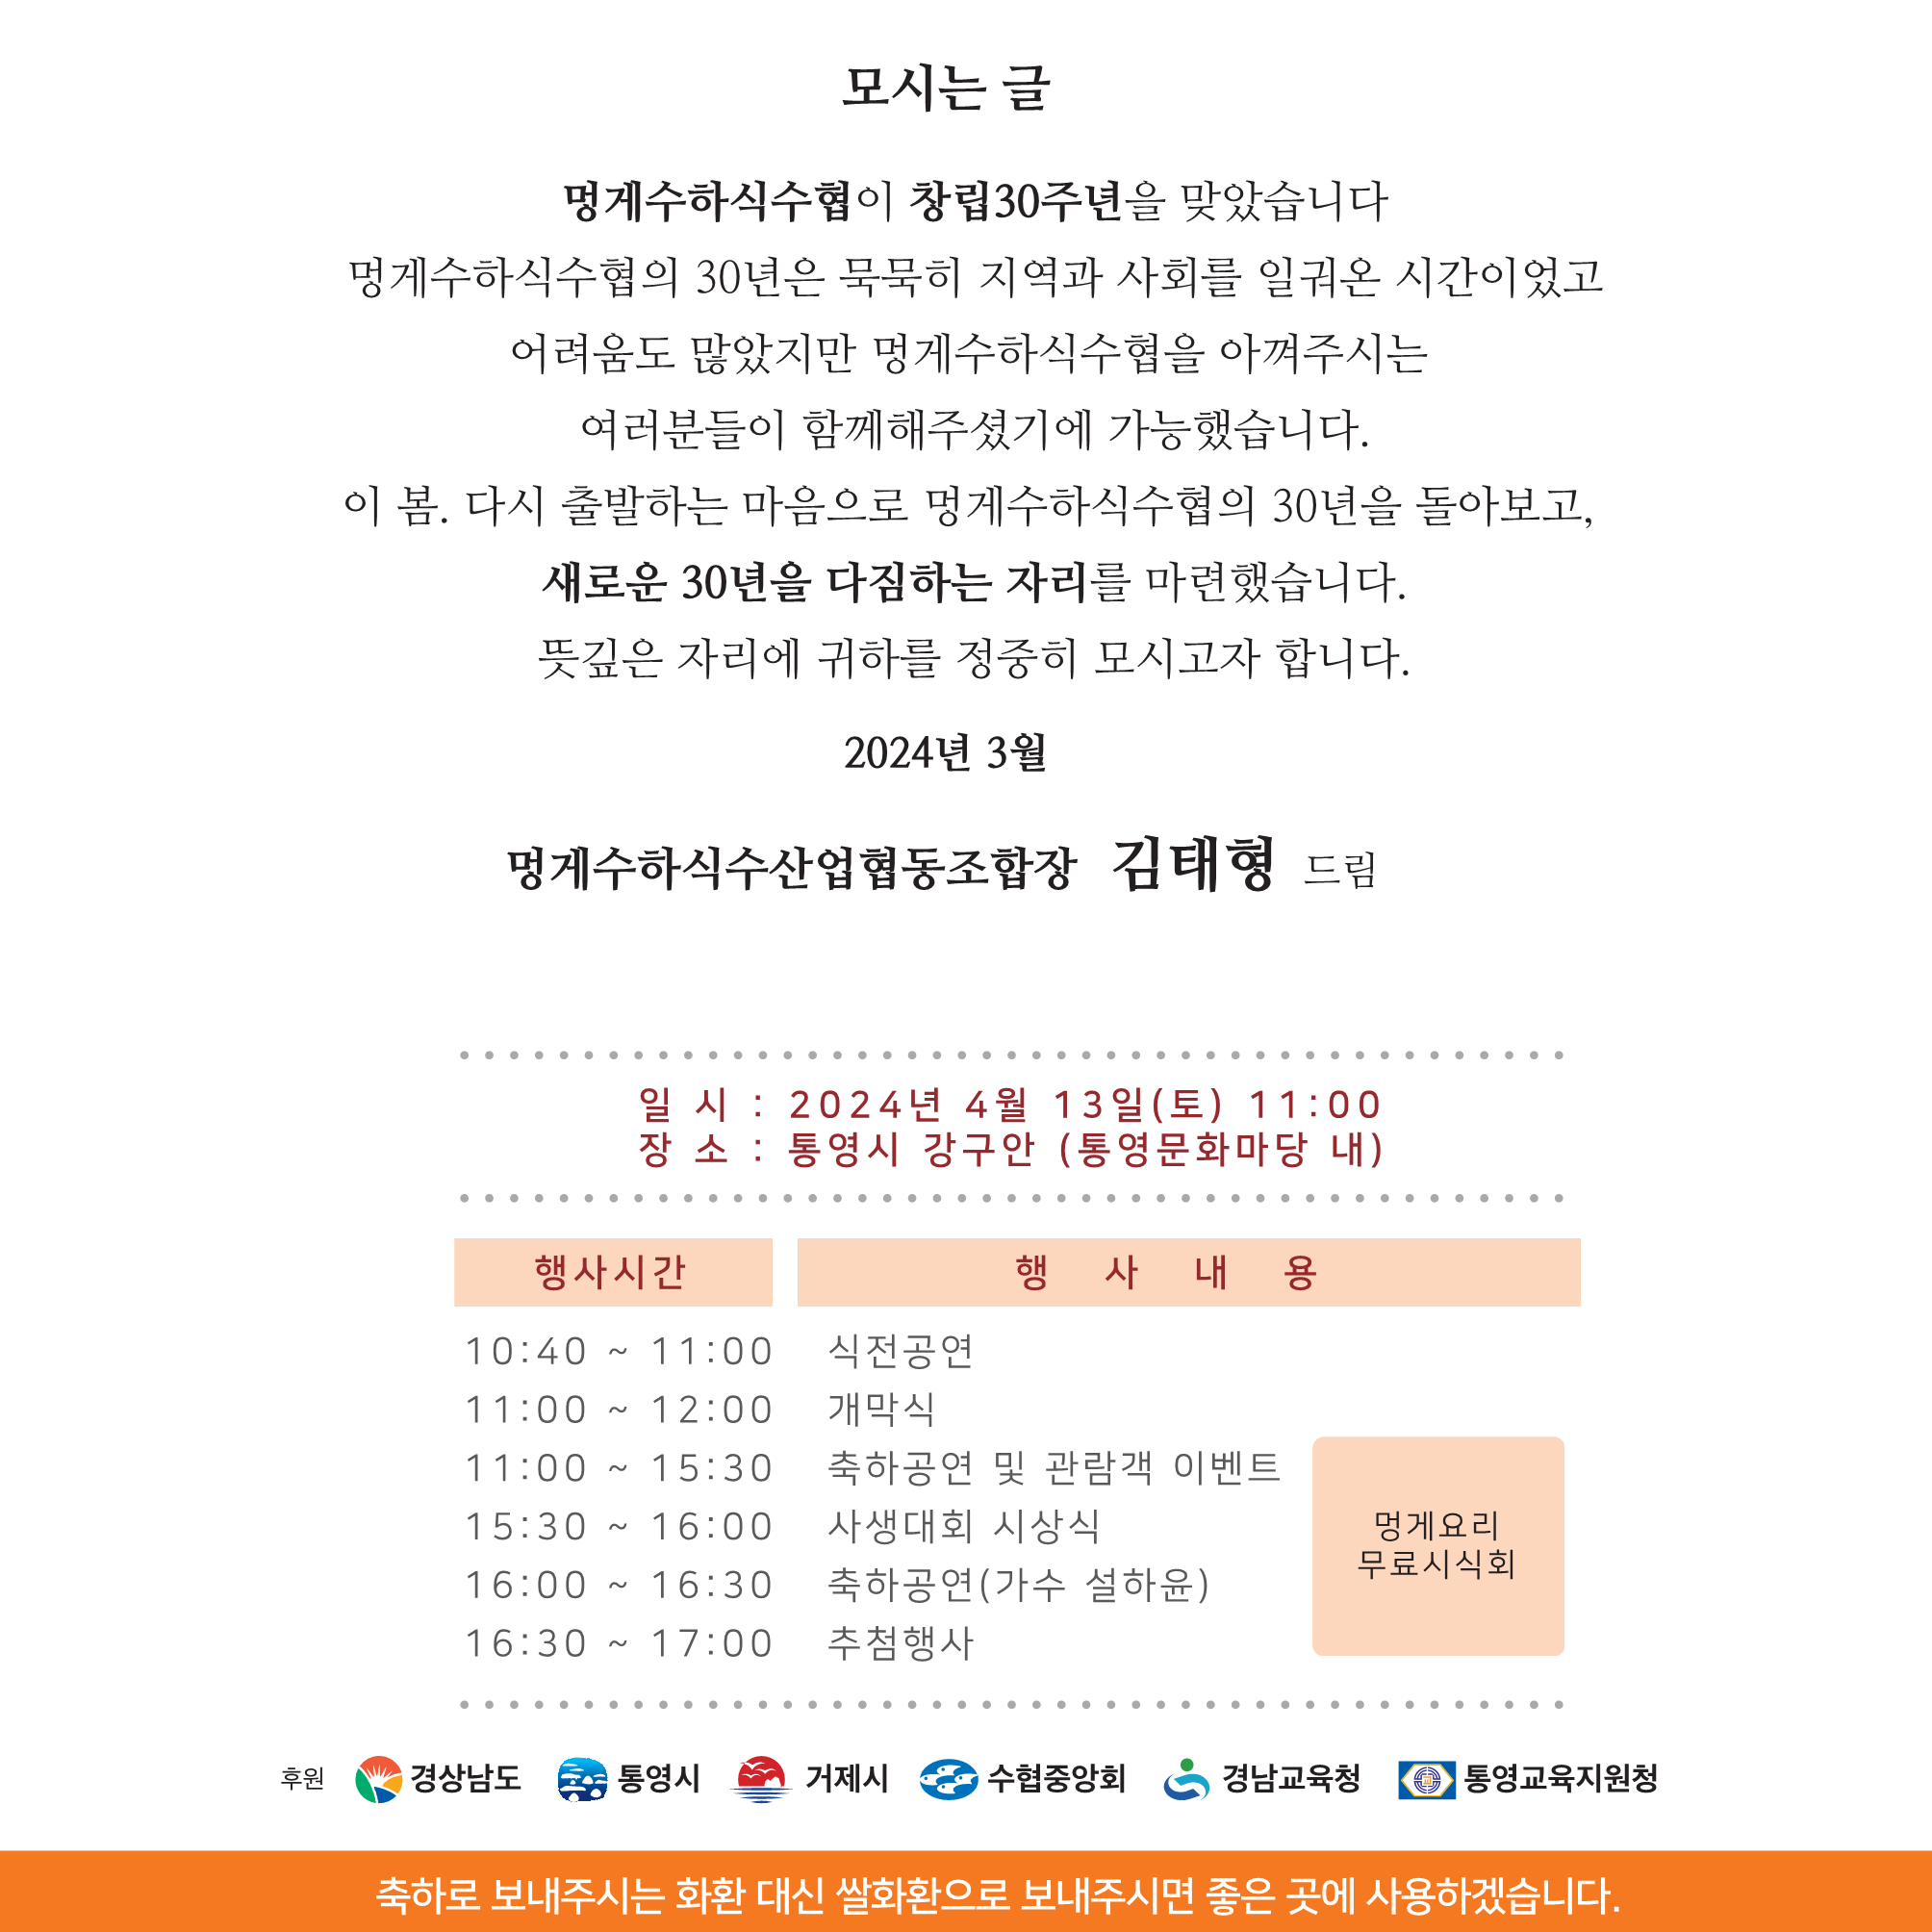 모시는 글
멍게수하식수협이 창립30주년을 맞았습니다
멍게수하식수협의 30년은 묵묵히 지역과 사회를 일궈온 시간이었고
어려움도 많았지만 멍게수하식수협을 아껴주시는
여러분들이 함께해주셨기에 가능했습니다.
이 봄. 다시 출발하는 마음으로 멍게수하식수협의 30년을 돌아보고,
새로운 30년을 다짐하는 자리를 마련했습니다.
뜻깊은 자리에 귀하를 정중히 모시고자 합니다.
2024년 3월
멍게수하식수산업협동조합장 김태형 드림
일 시 : 2024년 4월 13일(토) 11:00
장 소 : 통영시 강구안 (통영문화마당 내)
행사시간 행 사 내 용
10:40 ~ 11:00 식전공연
11:00 ~ 12:00 개막식
11:00 ~ 15:30 축하공연 및 관람객 이벤트
15:30 ~ 16:00 사생대회 시상식
16:00 ~ 16:30 축하공연(가수 설하윤)
16:30 ~ 17:00 추첨행사
멍게요리
무료시식회
후원 경상남도 통영시 거제시 수협중앙회 경남교육청 통영교육지원청
축하로 보내주시는 화환 대신 쌀화환으로 보내주시면 좋은 곳에 사용하겠습니다.